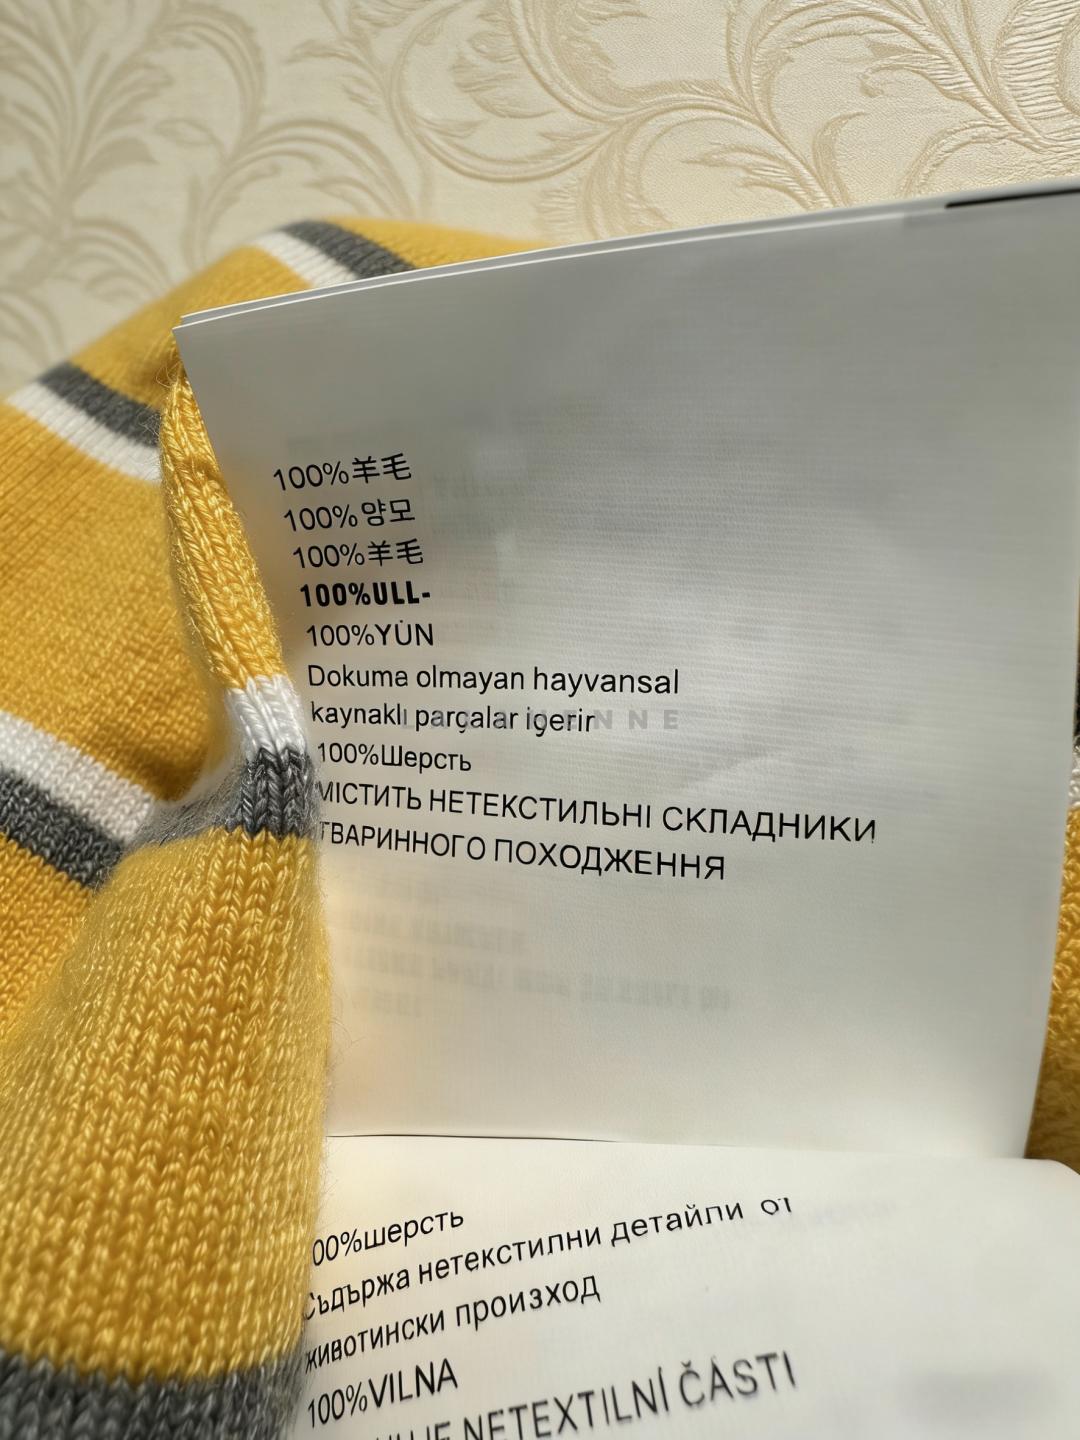 100%羊毛
100%양모
100%羊毛
100%ULL-
100%YÜN
Dokuma olmayan hayvansal
kaynaklı parçalar içerir
100%Шерсть
МІСТИТЬ НЕТЕКСТИЛЬНІ СКЛАДНИКИ
ТВАРИННОГО ПОХОДЖЕННЯ
00%шерсть
Съдържа нетекстилни детайли от
животински произход
100%VILNA
NETEXTILNÍ ČÁSTI